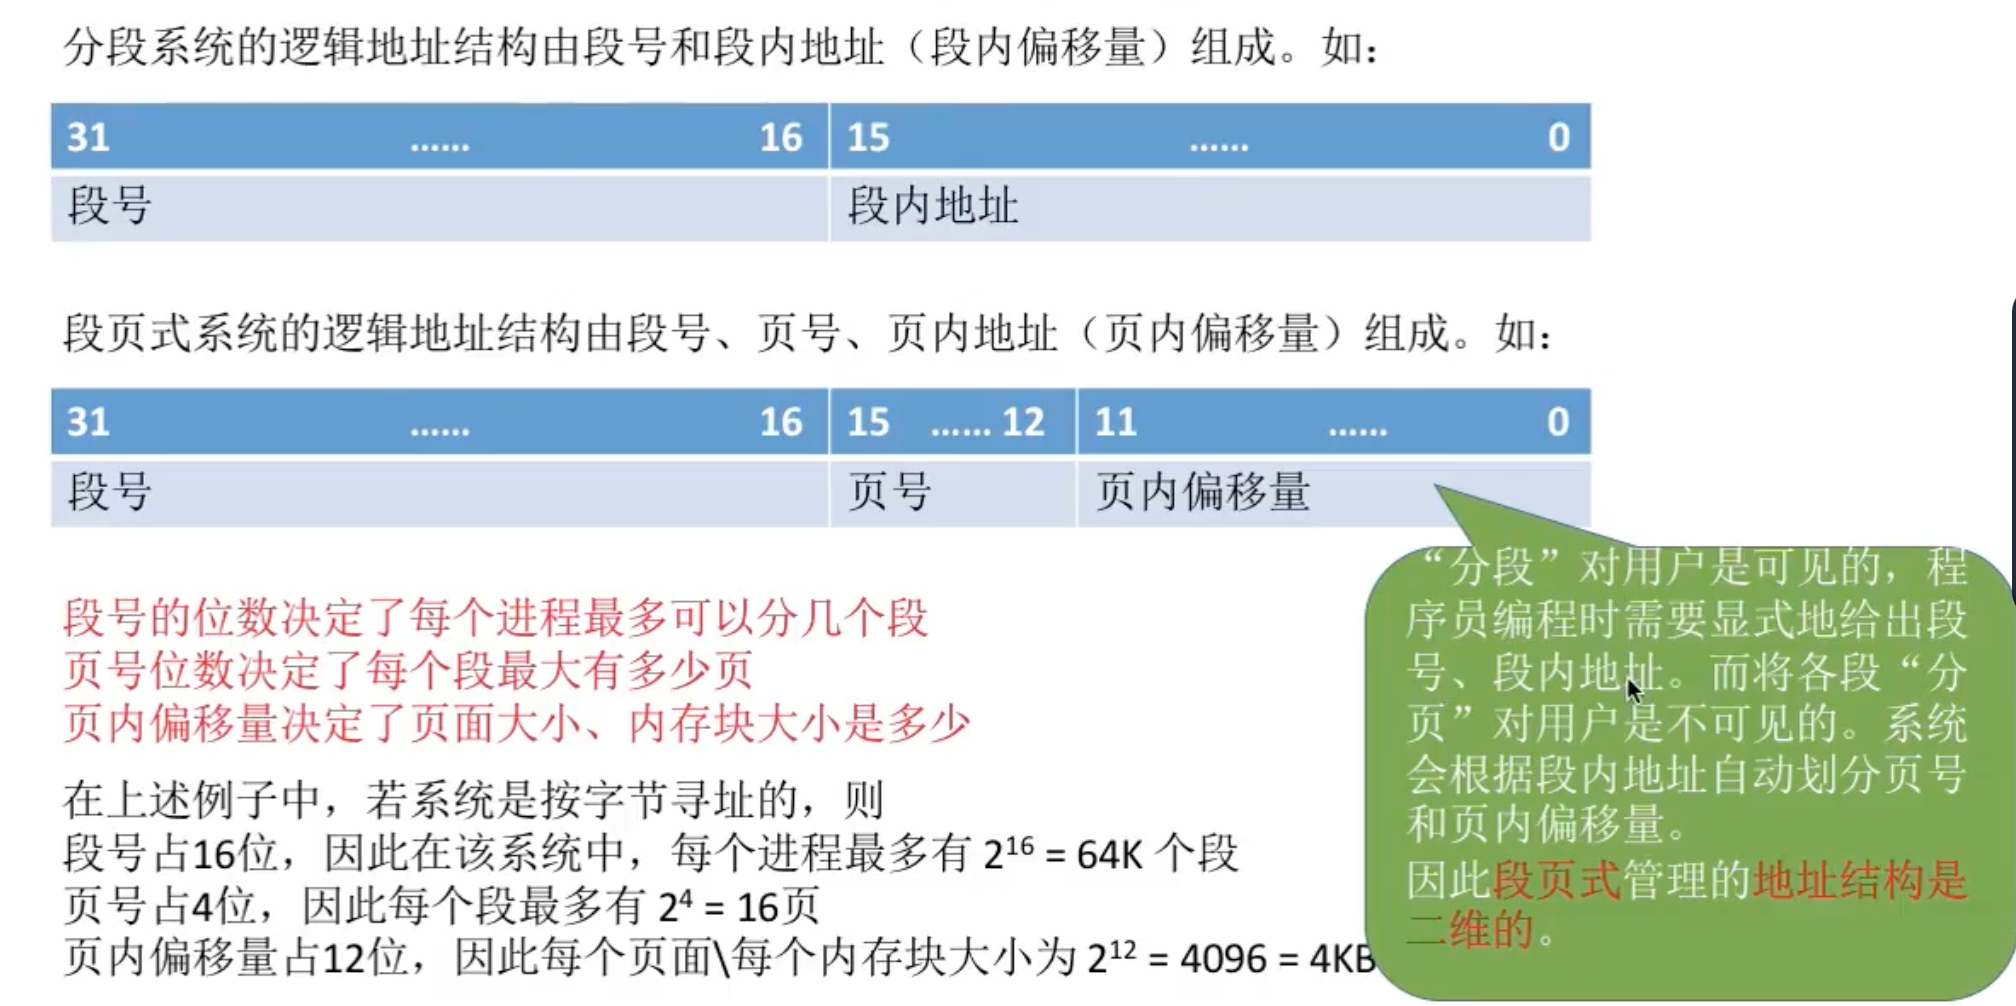 分段系统的逻辑地址结构由段号和段内地址（段内偏移量）组成。如：
31 …… 16 15 …… 0
段号 段内地址
段页式系统的逻辑地址结构由段号、页号、页内地址（页内偏移量）组成。如：
31 …… 16 15 …… 12 11 …… 0
段号 页号 页内偏移量
段号的位数决定了每个进程最多可以分几个段
页号位数决定了每个段最大有多少页
页内偏移量决定了页面大小、内存块大小是多少
在上述例子中，若系统是按字节寻址的，则
段号占16位，因此在该系统中，每个进程最多有 2¹⁶ = 64K 个段
页号占4位，因此每个段最多有 2⁴ = 16页
页内偏移量占12位，因此每个页面\每个内存块大小为 2¹² = 4096 = 4KB
“分段”对用户是可见的，程
序员编程时需要显式地给出段
号、段内地址。而将各段“分
页”对用户是不可见的。系统
会根据段内地址自动划分页号
和页内偏移量。
因此段页式管理的地址结构是
二维的。